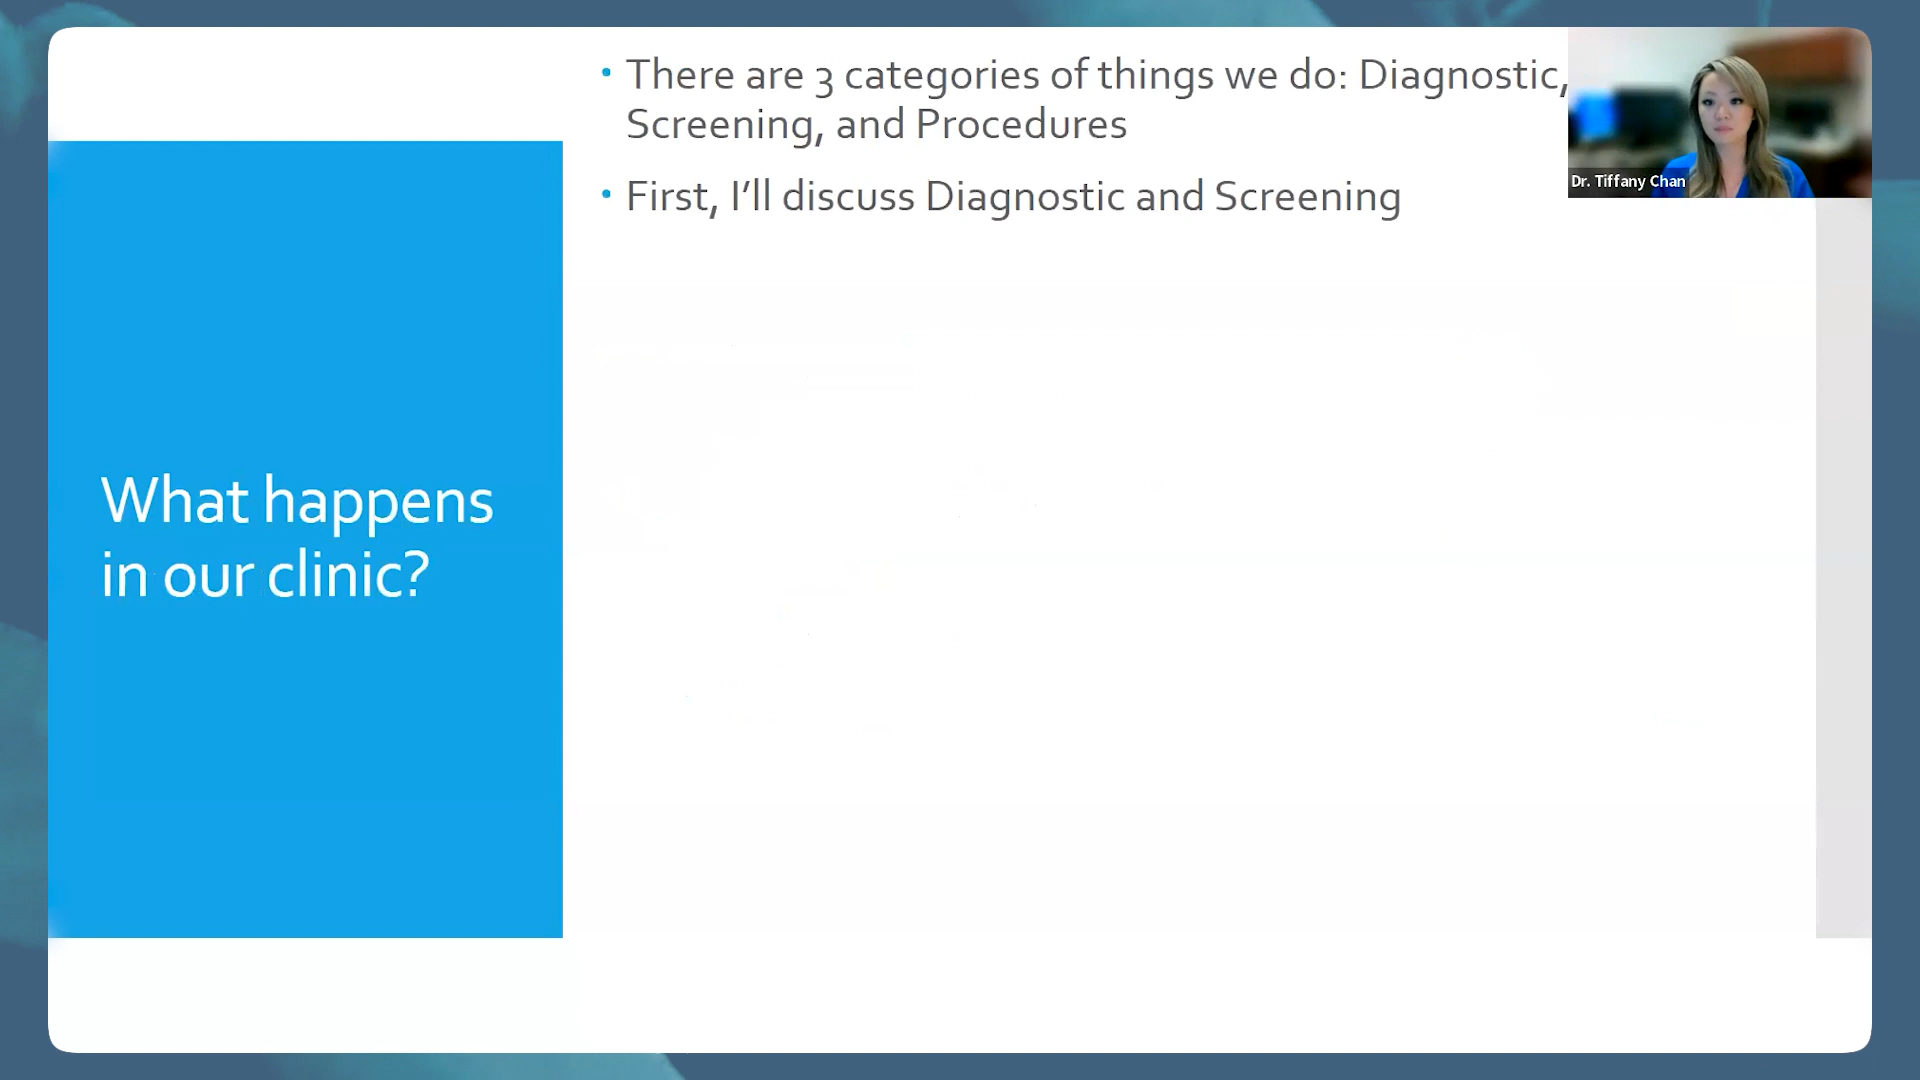 There are 3 categories of things we do: Diagnostic,
Screening, and Procedures
First, I'll discuss Diagnostic and Screening
Dr. Tiffany Chan
What happens
in our clinic?